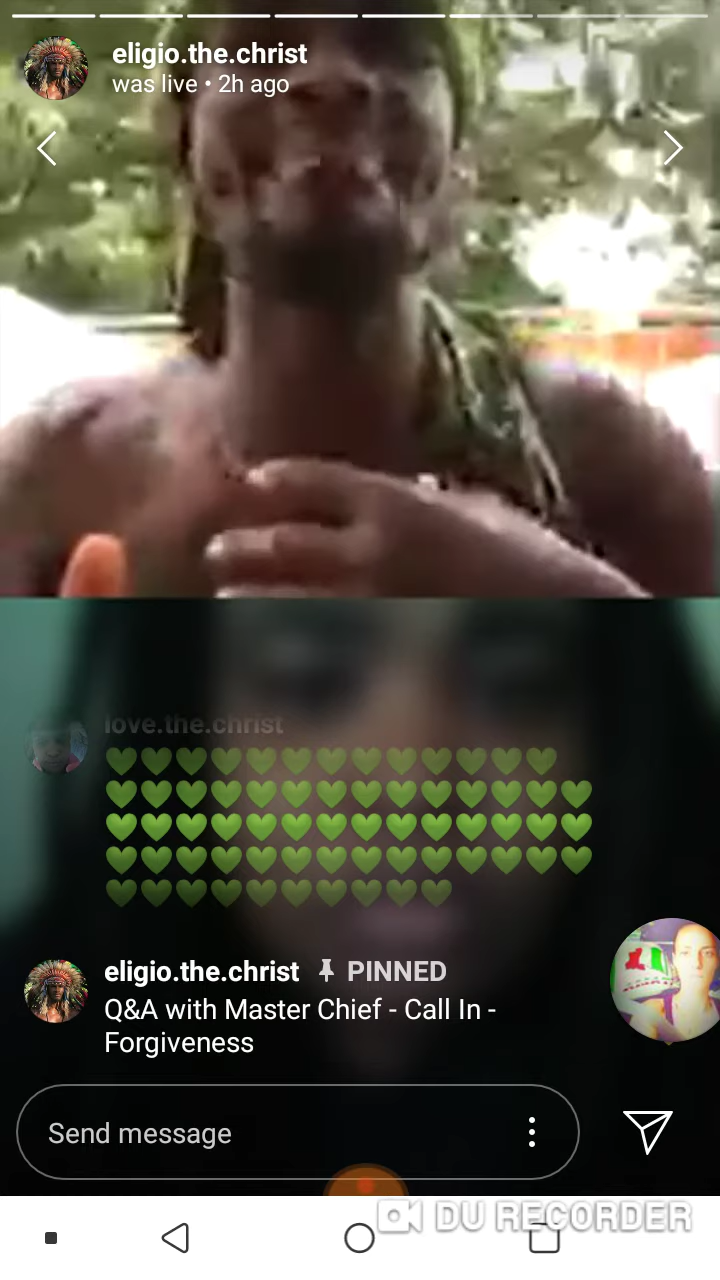 eligio.the.christ
was live • 2h ago
love.the.christ
eligio.the.christ PINNED
Q&A with Master Chief - Call In -
Forgiveness
Send message
DU RECORDER